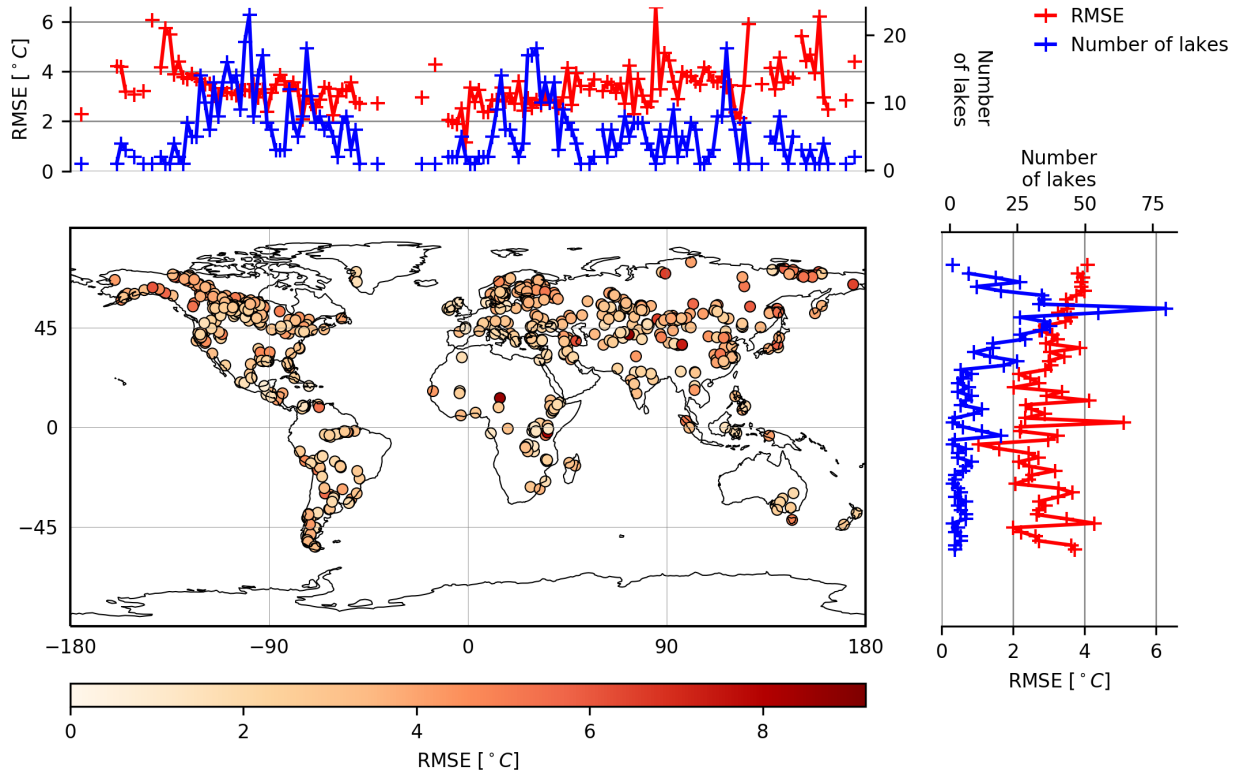 6
4
2
0
RMSE [°C]
20
10
0
Number
of lakes
RMSE
Number of lakes
Number
of lakes
0 25 50 75
45
0
−45
−180 −90 0 90 180
0 2 4 6
RMSE [°C]
0 2 4 6 8
RMSE [°C]